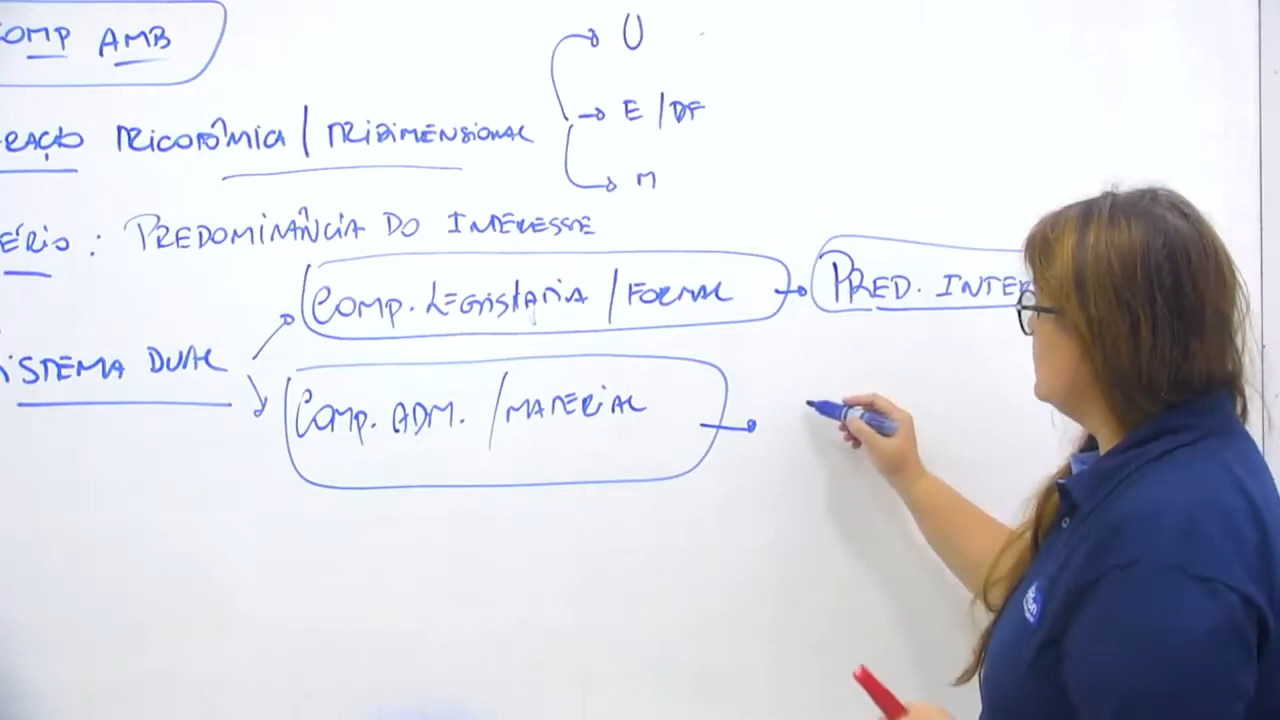 OMP AMB
U
E / DF
M
RAÇÃO TRICOTÔMICA / TRIDIMENSIONAL
ÉRIO : PREDOMINÂNCIA DO INTERESSE
COMP. LEGISLATIVA / FORMAL PRED. INTER
ISTEMA DUAL
COMP. ADM. / MATERIAL